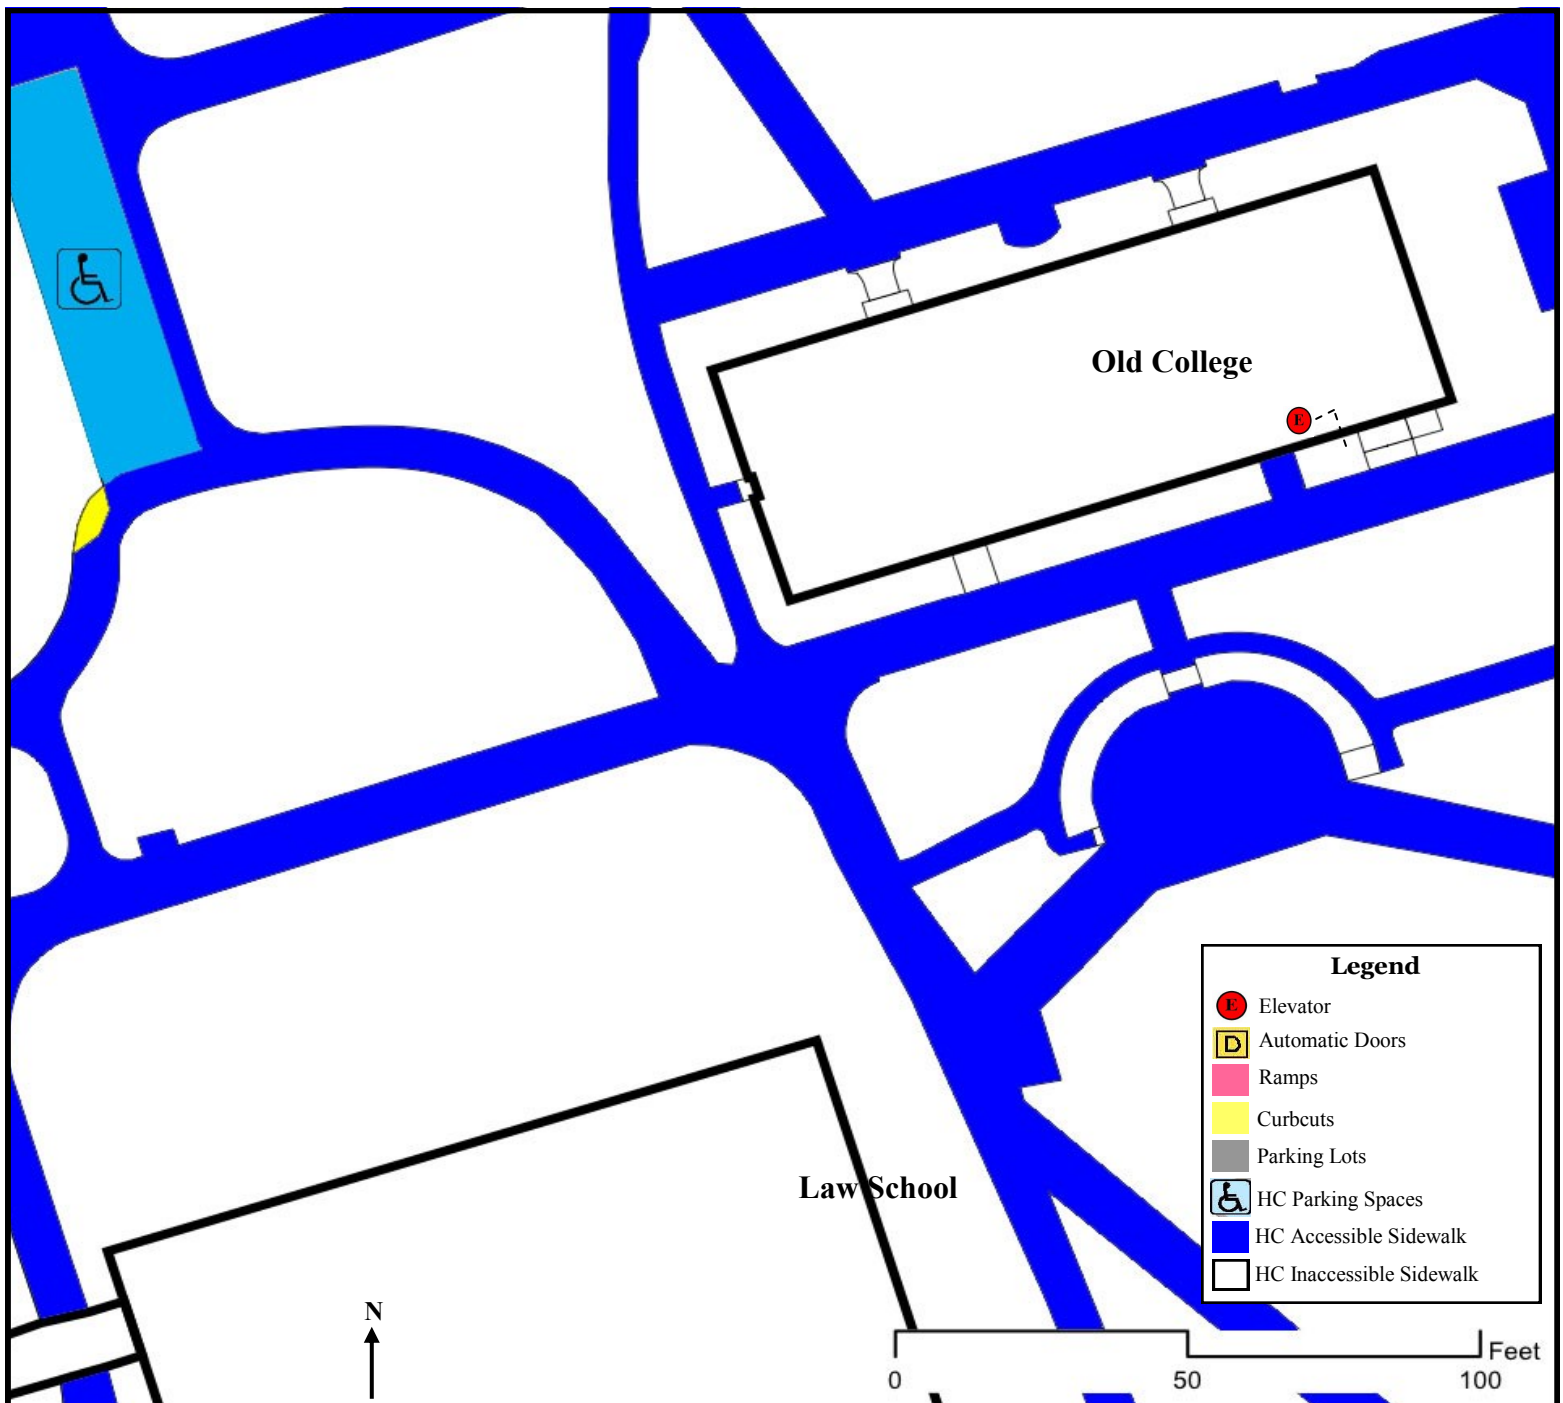 Old College
E
Law School
Legend
E Elevator
D Automatic Doors
Ramps
Curbcuts
Parking Lots
HC Parking Spaces
HC Accessible Sidewalk
HC Inaccessible Sidewalk
N
Feet
0 50 100